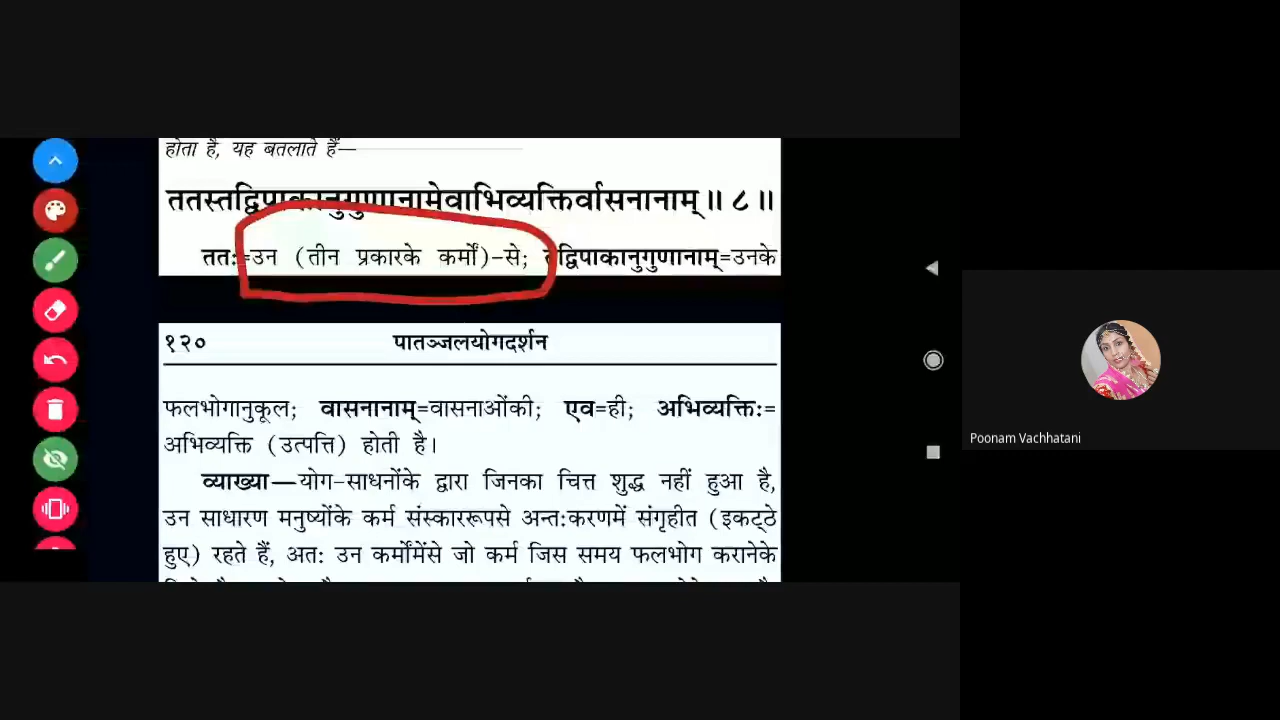 होता है, यह बतलाते हैं—
ततस्तद्विपाकानुगुणानामेवाभिव्यक्तिर्वासनानाम् ॥ ८ ॥
ततः=उन (तीन प्रकारके कर्मों)-से; तद्विपाकानुगुणानाम्=उनके
१२० पातञ्जलयोगदर्शन
फलभोगानुकूल; वासनानाम्=वासनाओंकी; एव=ही; अभिव्यक्तिः=
अभिव्यक्ति (उत्पत्ति) होती है।
व्याख्या—योग-साधनोंके द्वारा जिनका चित्त शुद्ध नहीं हुआ है,
उन साधारण मनुष्योंके कर्म संस्काररूपसे अन्तःकरणमें संगृहीत (इकट्ठे
हुए) रहते हैं, अतः उन कर्मोंमेंसे जो कर्म जिस समय फलभोग करानेके
Poonam Vachhatani